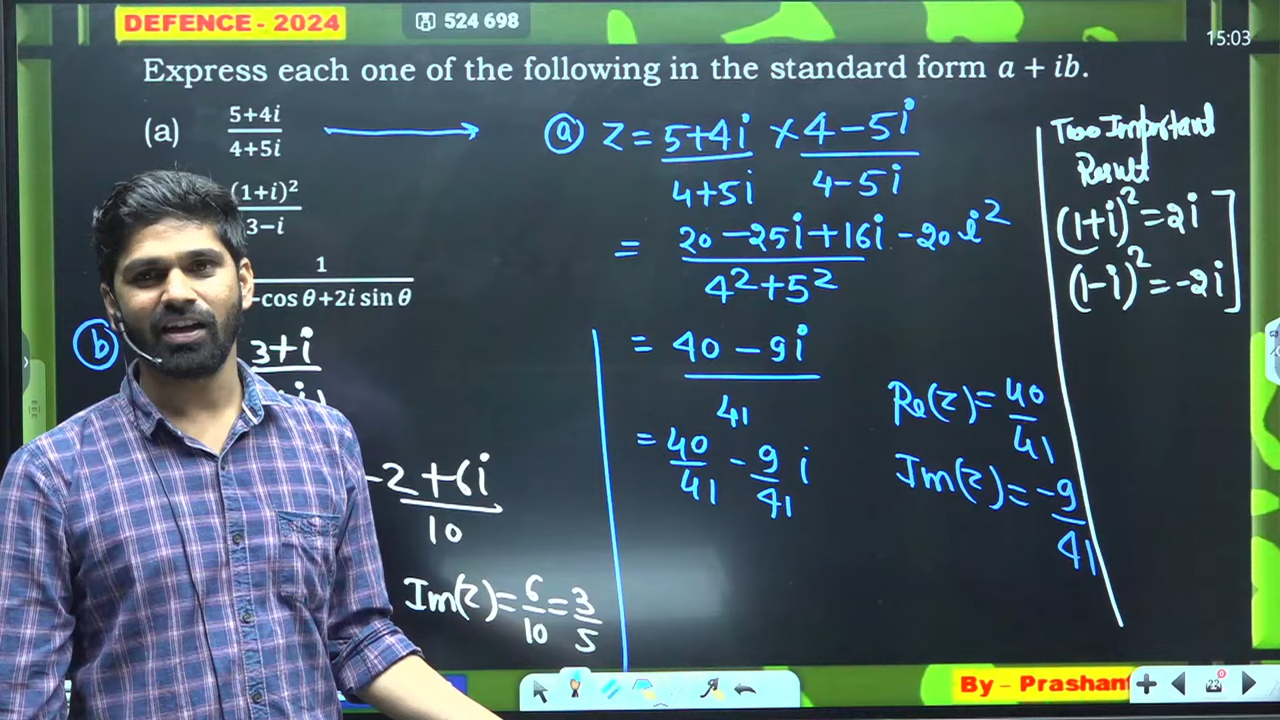 DEFENCE - 2024
524 698
15:03
Express each one of the following in the standard form a + ib.
(a) 5+4i / 4+5i
(1+i)² / 3-i
1 / -cos θ+2i sin θ
ⓐ Z = 5+4i / 4+5i × 4-5i / 4-5i
= 20 -25i +16i -20i² / 4²+5²
= 40 - 9i / 41
= 40/41 - 9/41 i
Re(z) = 40/41
Im(z) = -9/41
Two Important
Result
(1+i)² = 2i
(1-i)² = -2i
ⓑ
3+i
-2+6i / 10
Im(z) = 6/10 = 3/5
By – Prashant
23